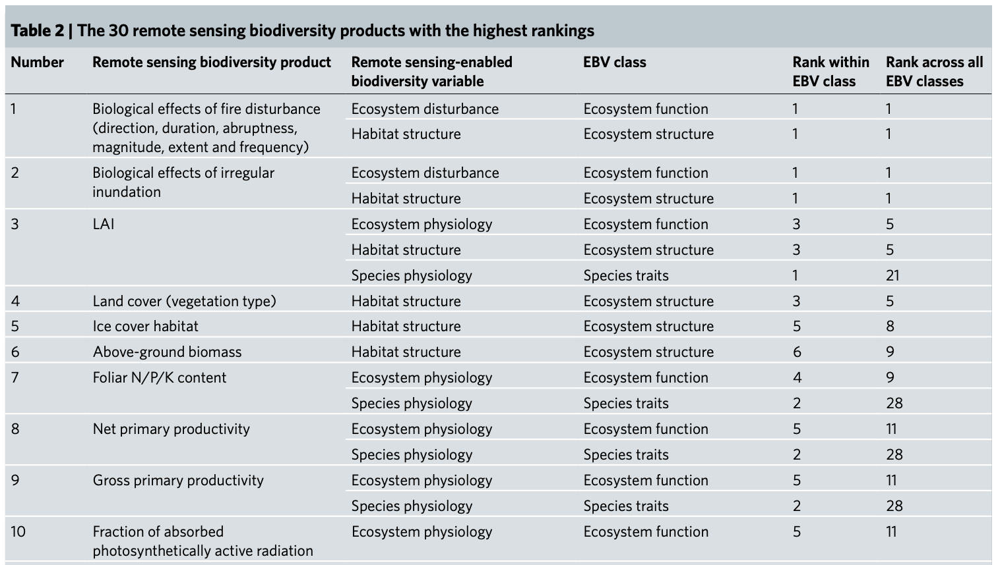 Table 2 | The 30 remote sensing biodiversity products with the highest rankings
Number Remote sensing biodiversity product Remote sensing-enabled biodiversity variable EBV class Rank within EBV class Rank across all EBV classes
1 Biological effects of fire disturbance Ecosystem disturbance Ecosystem function 1 1
(direction, duration, abruptness,
magnitude, extent and frequency)
Habitat structure Ecosystem structure 1 1
2 Biological effects of irregular Ecosystem disturbance Ecosystem function 1 1
inundation
Habitat structure Ecosystem structure 1 1
3 LAI Ecosystem physiology Ecosystem function 3 5
Habitat structure Ecosystem structure 3 5
Species physiology Species traits 1 21
4 Land cover (vegetation type) Habitat structure Ecosystem structure 3 5
5 Ice cover habitat Habitat structure Ecosystem structure 5 8
6 Above-ground biomass Habitat structure Ecosystem structure 6 9
7 Foliar N/P/K content Ecosystem physiology Ecosystem function 4 9
Species physiology Species traits 2 28
8 Net primary productivity Ecosystem physiology Ecosystem function 5 11
Species physiology Species traits 2 28
9 Gross primary productivity Ecosystem physiology Ecosystem function 5 11
Species physiology Species traits 2 28
10 Fraction of absorbed Ecosystem physiology Ecosystem function 5 11
photosynthetically active radiation